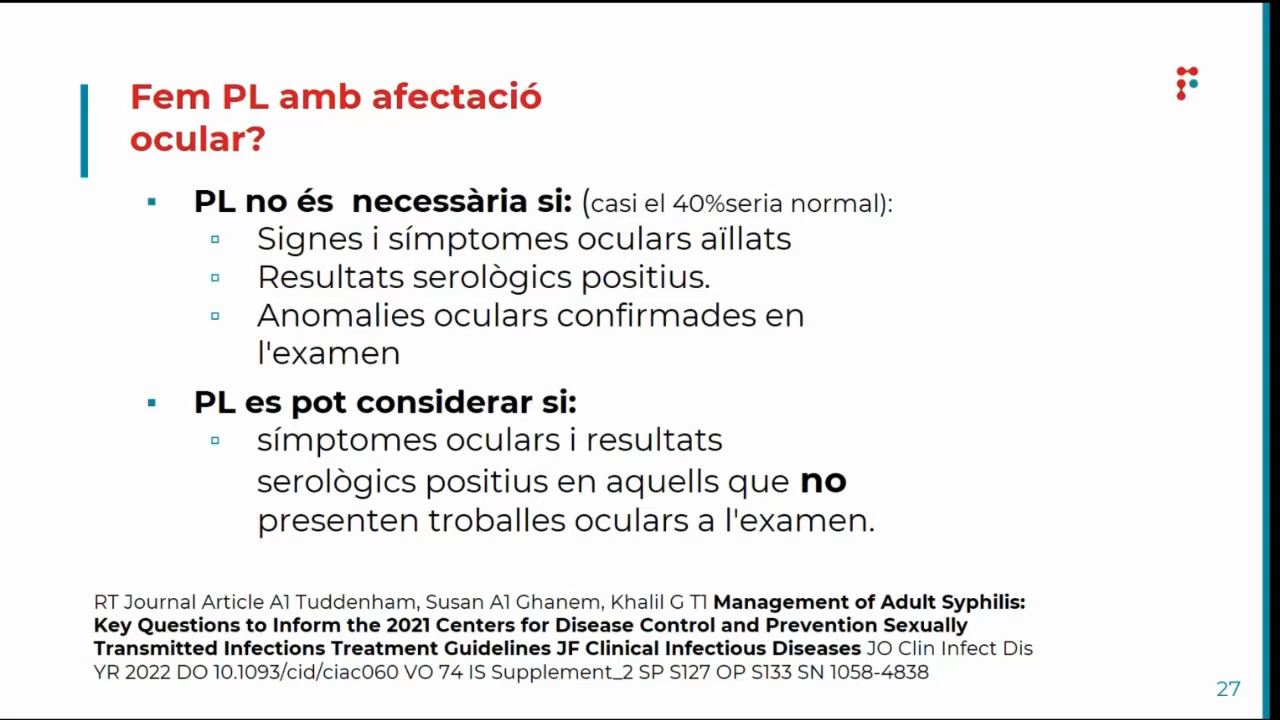 Fem PL amb afectació
ocular?
PL no és necessària si: (casi el 40%seria normal):
Signes i símptomes oculars aïllats
Resultats serològics positius.
Anomalies oculars confirmades en
l'examen
PL es pot considerar si:
símptomes oculars i resultats
serològics positius en aquells que no
presenten troballes oculars a l'examen.
RT Journal Article A1 Tuddenham, Susan A1 Ghanem, Khalil G T1 Management of Adult Syphilis:
Key Questions to Inform the 2021 Centers for Disease Control and Prevention Sexually
Transmitted Infections Treatment Guidelines JF Clinical Infectious Diseases JO Clin Infect Dis
YR 2022 DO 10.1093/cid/ciac060 VO 74 IS Supplement_2 SP S127 OP S133 SN 1058-4838
27